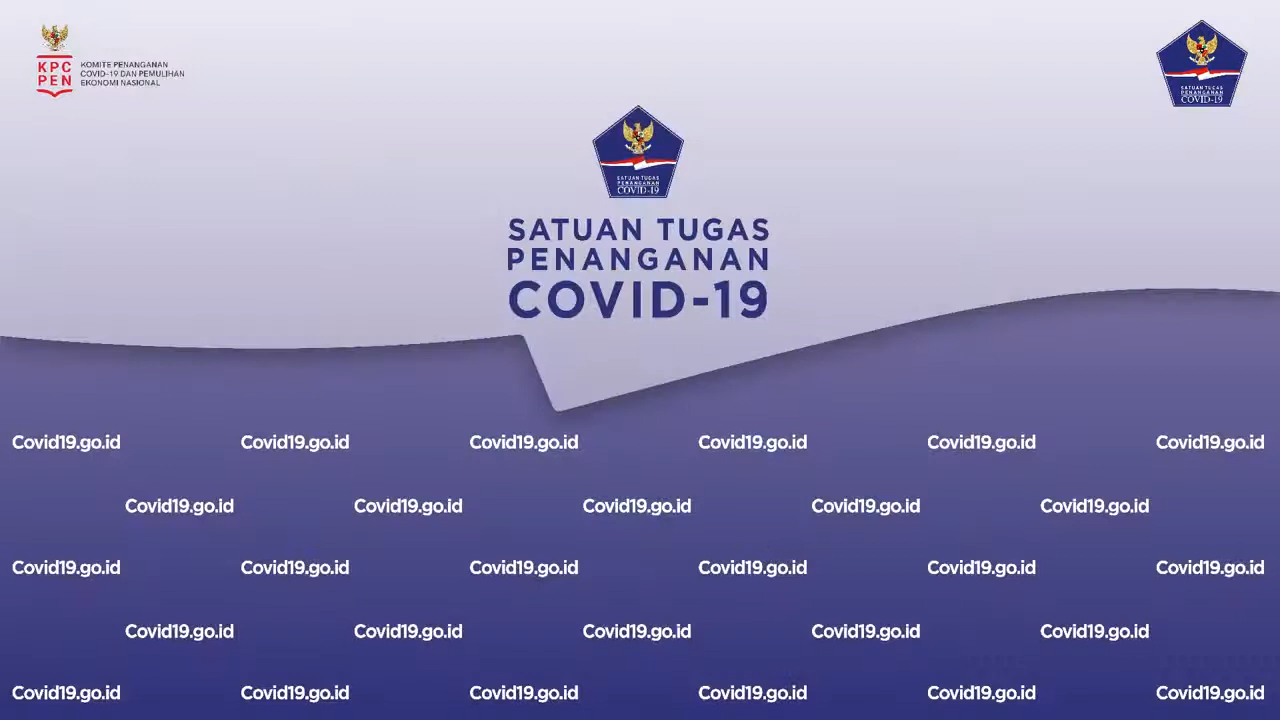 KPC
PEN
KOMITE PENANGANAN
COVID-19 DAN PEMULIHAN
EKONOMI NASIONAL
SATUAN TUGAS
PENANGANAN
COVID-19
SATUAN TUGAS
PENANGANAN
COVID-19
SATUAN TUGAS
PENANGANAN
COVID-19
Covid19.go.id Covid19.go.id Covid19.go.id Covid19.go.id Covid19.go.id Covid19.go.id
Covid19.go.id Covid19.go.id Covid19.go.id Covid19.go.id Covid19.go.id
Covid19.go.id Covid19.go.id Covid19.go.id Covid19.go.id Covid19.go.id Covid19.go.id
Covid19.go.id Covid19.go.id Covid19.go.id Covid19.go.id Covid19.go.id
Covid19.go.id Covid19.go.id Covid19.go.id Covid19.go.id Covid19.go.id Covid19.go.id